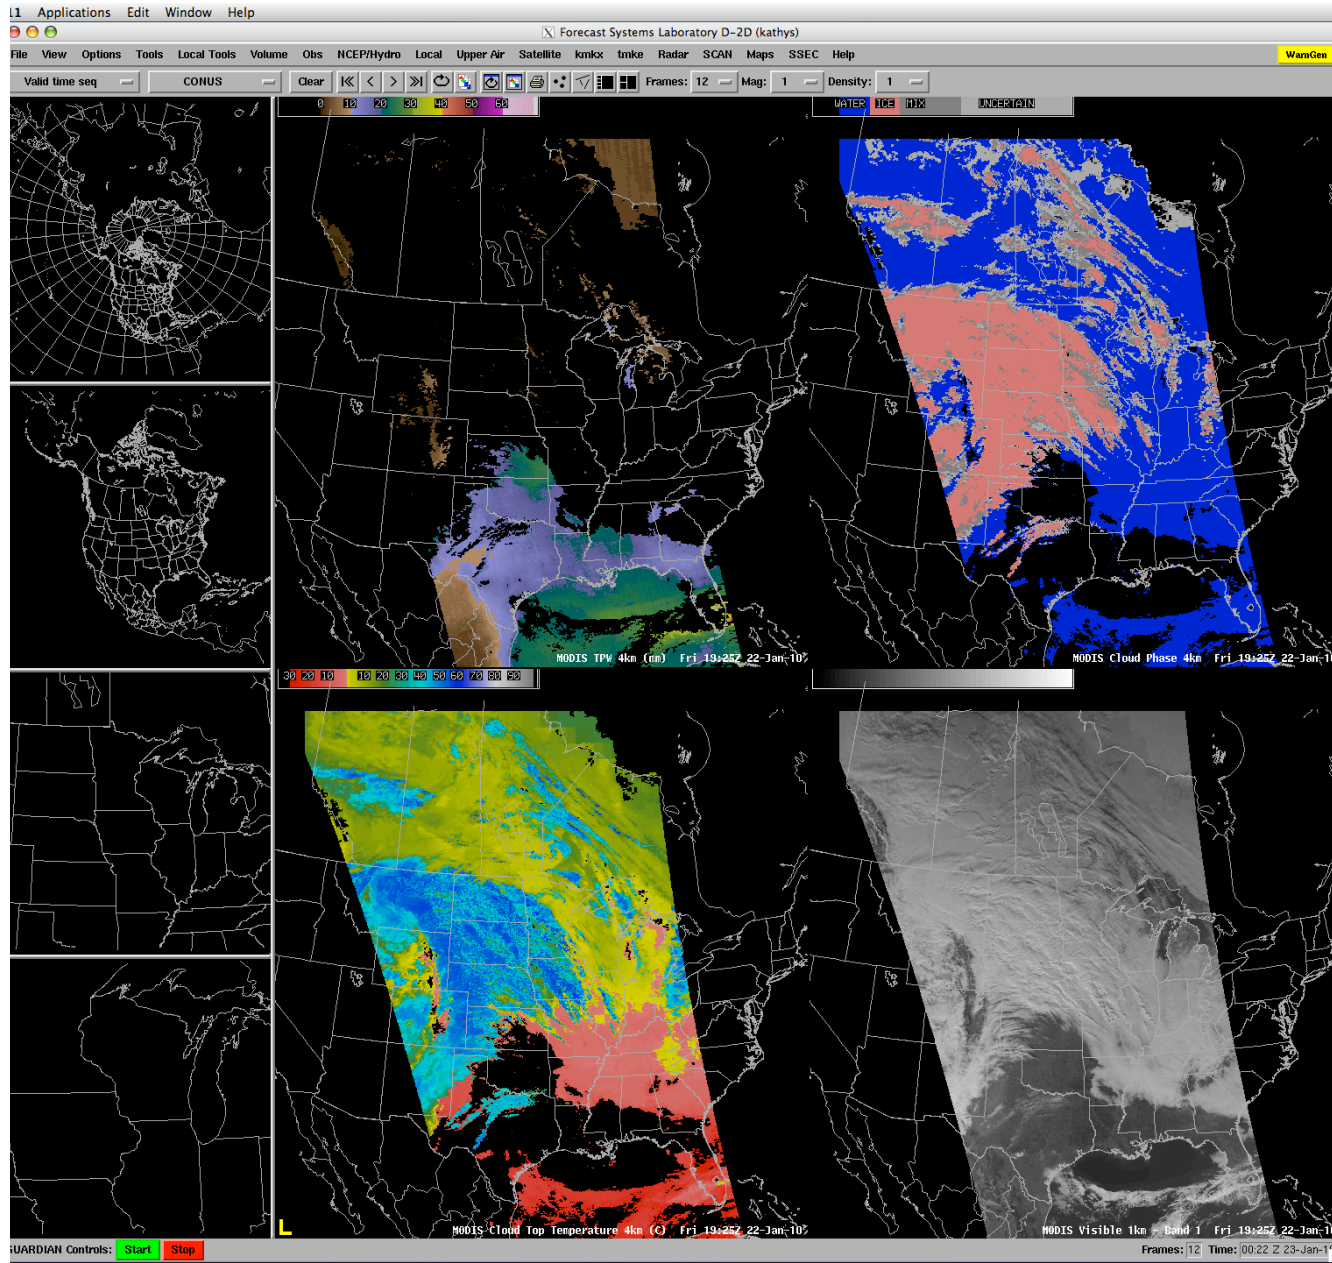 11 Applications Edit Window Help
X Forecast Systems Laboratory D-2D (kathys)
File View Options Tools Local Tools Volume Obs NCEP/Hydro Local Upper Air Satellite kmkx tmke Radar SCAN Maps SSEC Help WarnGen
Valid time seq CONUS Clear Frames: 12 Mag: 1 Density: 1
0 10 20 30 40 50 60
WATER ICE MIX UNCERTAIN
MODIS TPW 4km (mm) Fri 19:25Z 22-Jan-10
MODIS Cloud Phase 4km Fri 19:25Z 22-Jan-10
30 20 10 10 20 30 40 50 60 70 80 90
L
MODIS Cloud Top Temperature 4km (C) Fri 19:25Z 22-Jan-10
MODIS Visible 1km - Band 1 Fri 19:25Z 22-Jan-10
GUARDIAN Controls: Start Stop
Frames: 12 Time: 00:22 Z 23-Jan-1